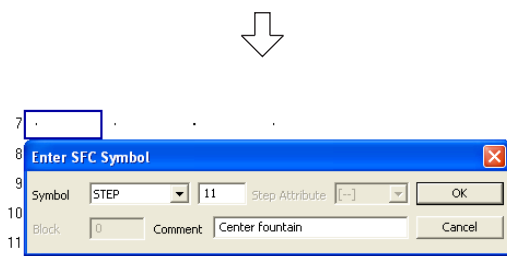 7
8
Enter SFC Symbol
9
Symbol STEP 11 Step Attribute [--] OK
10
Block 0 Comment Center fountain Cancel
11